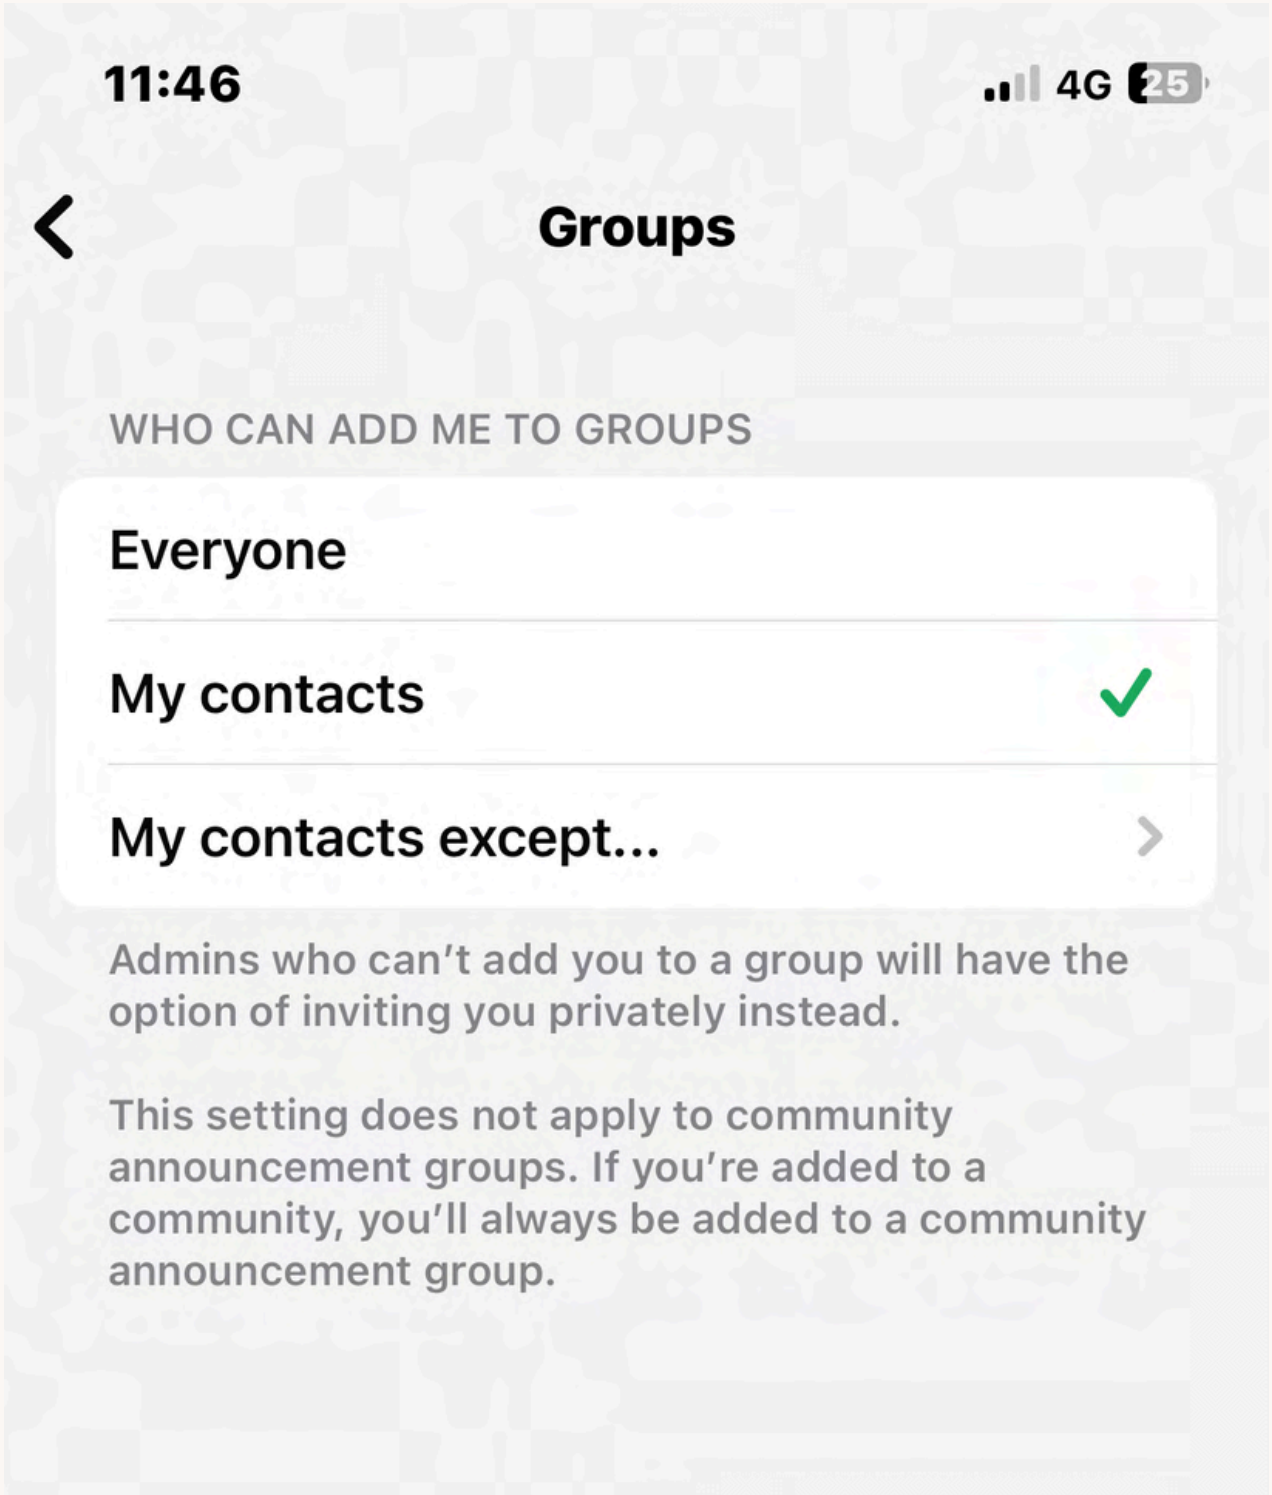 11:46
4G 25
Groups
WHO CAN ADD ME TO GROUPS
Everyone
My contacts
My contacts except...
Admins who can’t add you to a group will have the
option of inviting you privately instead.
This setting does not apply to community
announcement groups. If you’re added to a
community, you’ll always be added to a community
announcement group.